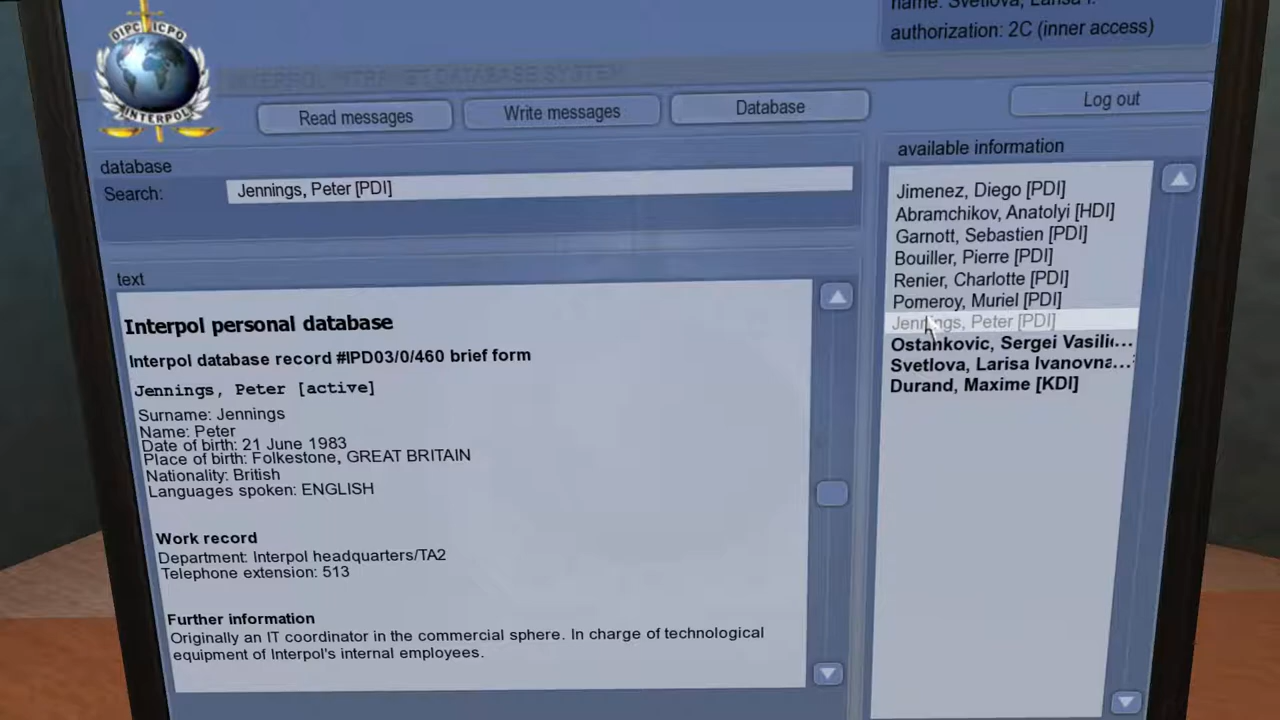 name: Svetlova, Larisa I.
authorization: 2C (inner access)
OIPC ICPO
INTERPOL
DATABASE SYSTEM
Read messages
Write messages
Database
Log out
database
Search: Jennings, Peter [PDI]
available information
Jimenez, Diego [PDI]
Abramchikov, Anatolyi [HDI]
Garnott, Sebastien [PDI]
Bouiller, Pierre [PDI]
Renier, Charlotte [PDI]
Pomeroy, Muriel [PDI]
Jennings, Peter [PDI]
Ostankovic, Sergei Vasili...
Svetlova, Larisa Ivanovna...
Durand, Maxime [KDI]
text
Interpol personal database
Interpol database record #IPD03/0/460 brief form
Jennings, Peter [active]
Surname: Jennings
Name: Peter
Date of birth: 21 June 1983
Place of birth: Folkestone, GREAT BRITAIN
Nationality: British
Languages spoken: ENGLISH
Work record
Department: Interpol headquarters/TA2
Telephone extension: 513
Further information
Originally an IT coordinator in the commercial sphere. In charge of technological
equipment of Interpol's internal employees.